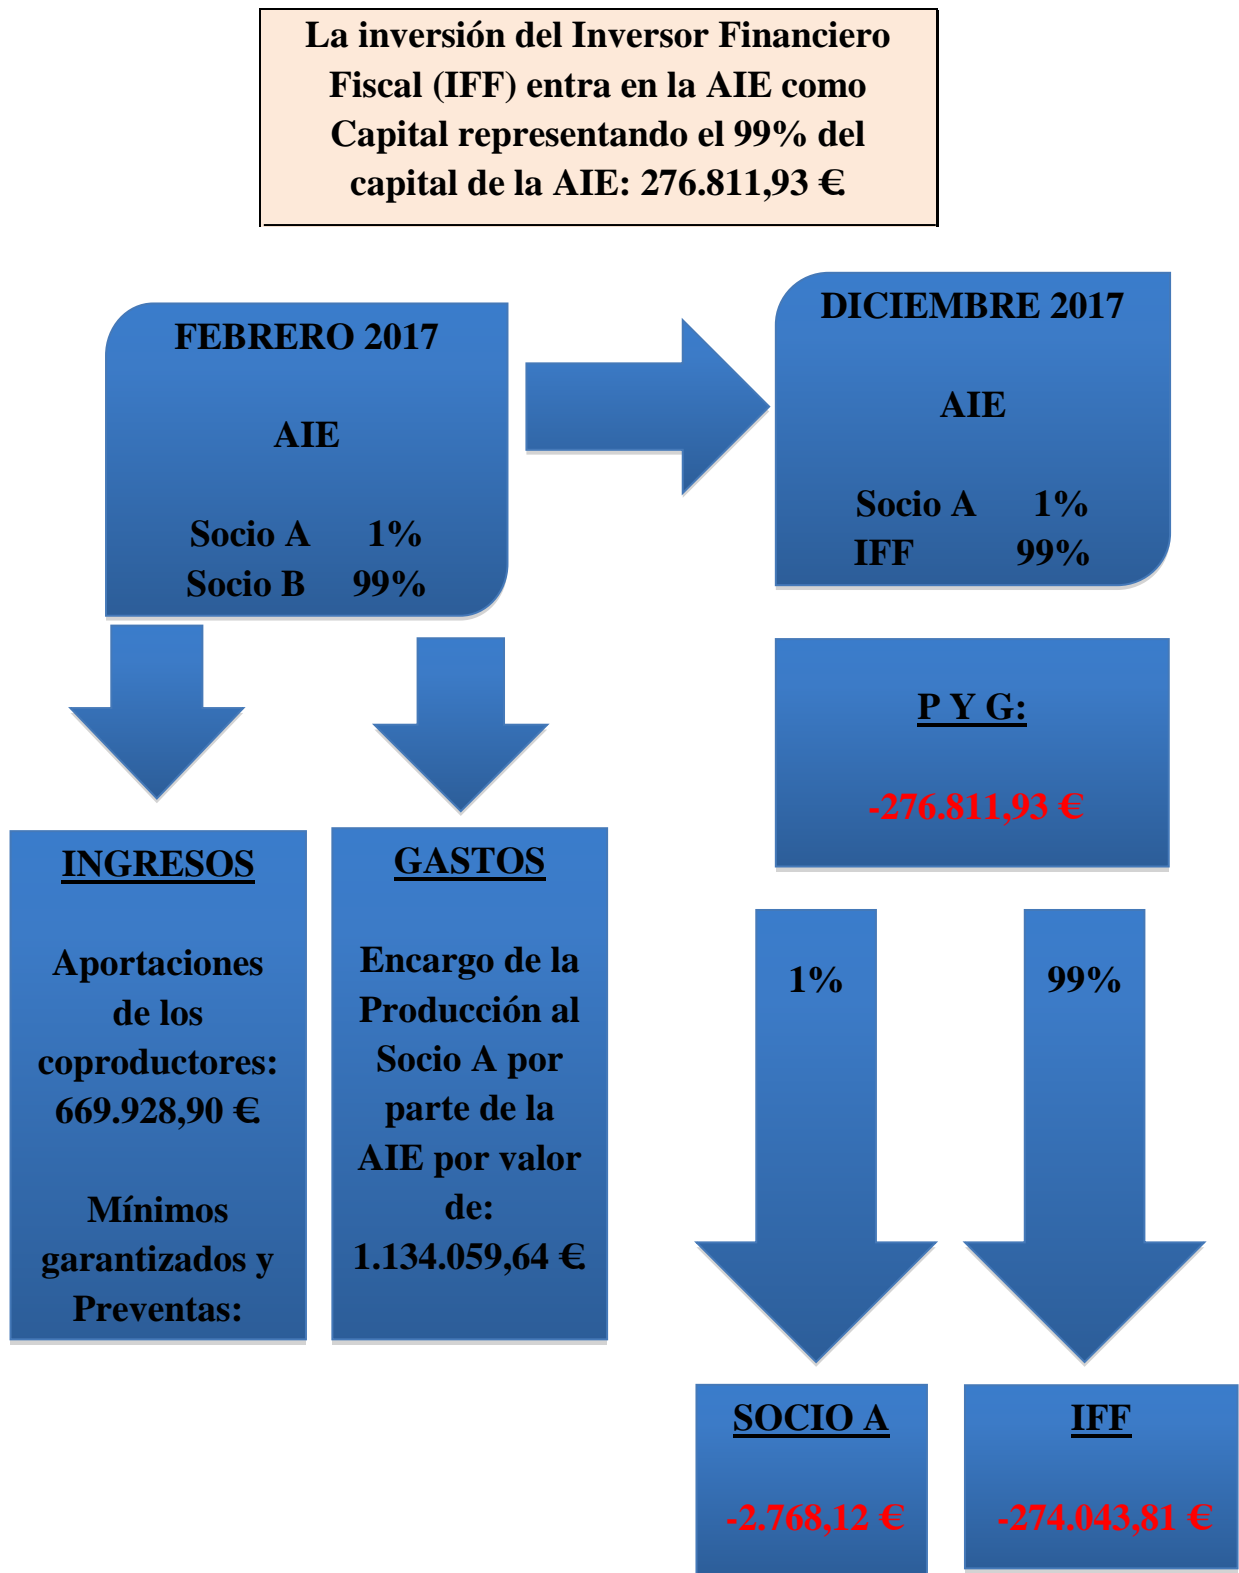 La inversión del Inversor Financiero
Fiscal (IFF) entra en la AIE como
Capital representando el 99% del
capital de la AIE: 276.811,93 €.
FEBRERO 2017
AIE
Socio A 1%
Socio B 99%
DICIEMBRE 2017
AIE
Socio A 1%
IFF 99%
P Y G:
-276.811,93 €
INGRESOS
Aportaciones
de los
coproductores:
669.928,90 €.
Mínimos
garantizados y
Preventas:
GASTOS
Encargo de la
Producción al
Socio A por
parte de la
AIE por valor
de:
1.134.059,64 €.
1%
99%
SOCIO A
-2.768,12 €
IFF
-274.043,81 €